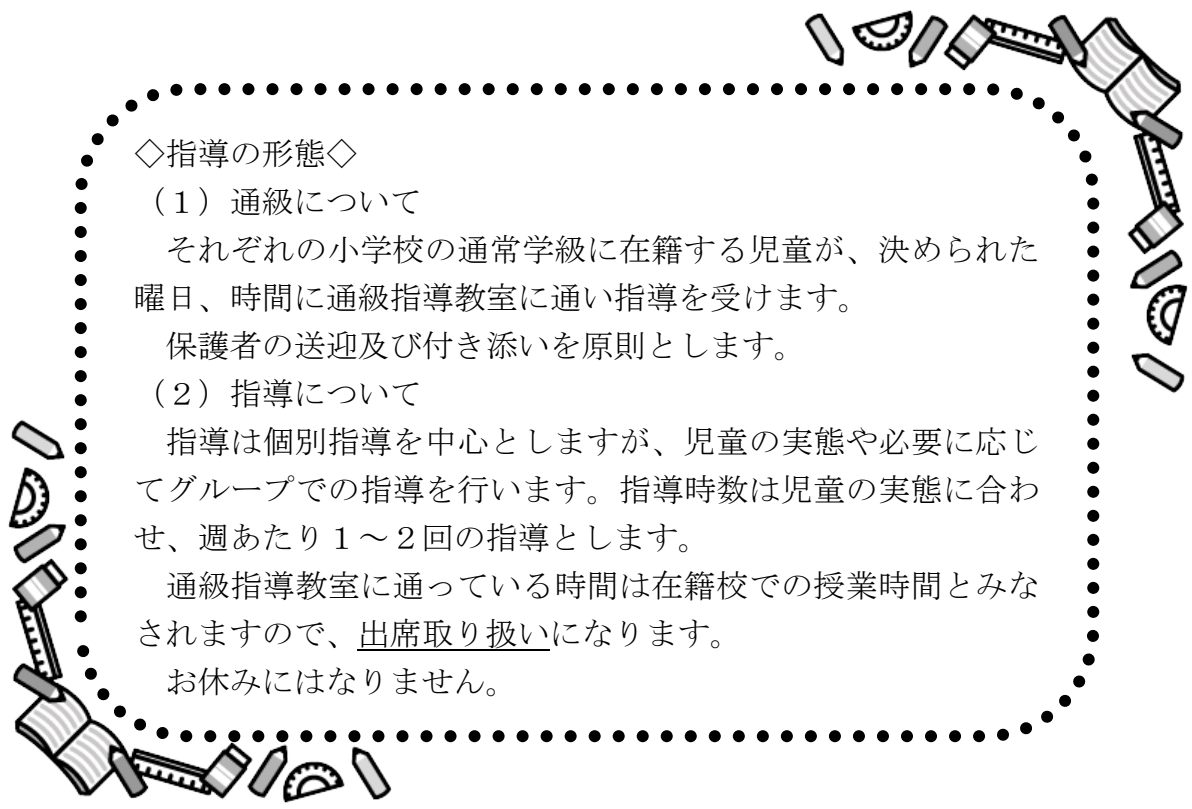 ◇指導の形態◇
（１）通級について
　それぞれの小学校の通常学級に在籍する児童が、決められた
曜日、時間に通級指導教室に通い指導を受けます。
　保護者の送迎及び付き添いを原則とします。
（２）指導について
　指導は個別指導を中心としますが、児童の実態や必要に応じ
てグループでの指導を行います。指導時数は児童の実態に合わ
せ、週あたり１～２回の指導とします。
　通級指導教室に通っている時間は在籍校での授業時間とみな
されますので、出席取り扱いになります。
　お休みにはなりません。